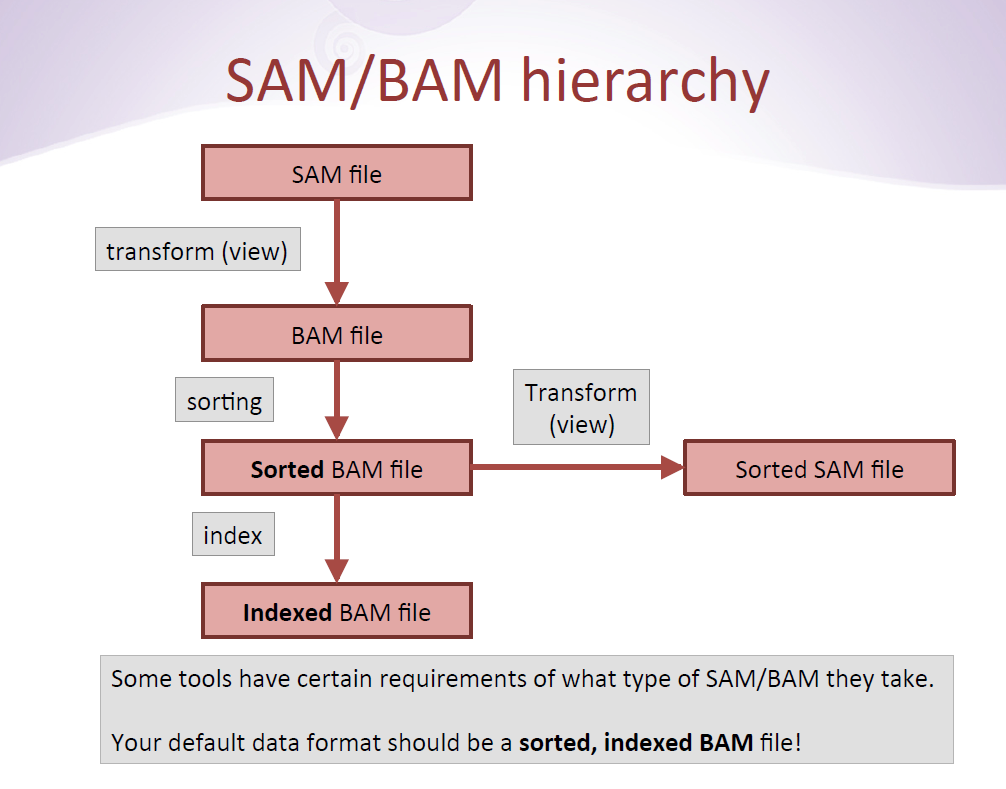 SAM/BAM hierarchy
SAM file
transform (view)
BAM file
sorting
Transform
(view)
Sorted BAM file
Sorted SAM file
index
Indexed BAM file
Some tools have certain requirements of what type of SAM/BAM they take.
Your default data format should be a sorted, indexed BAM file!